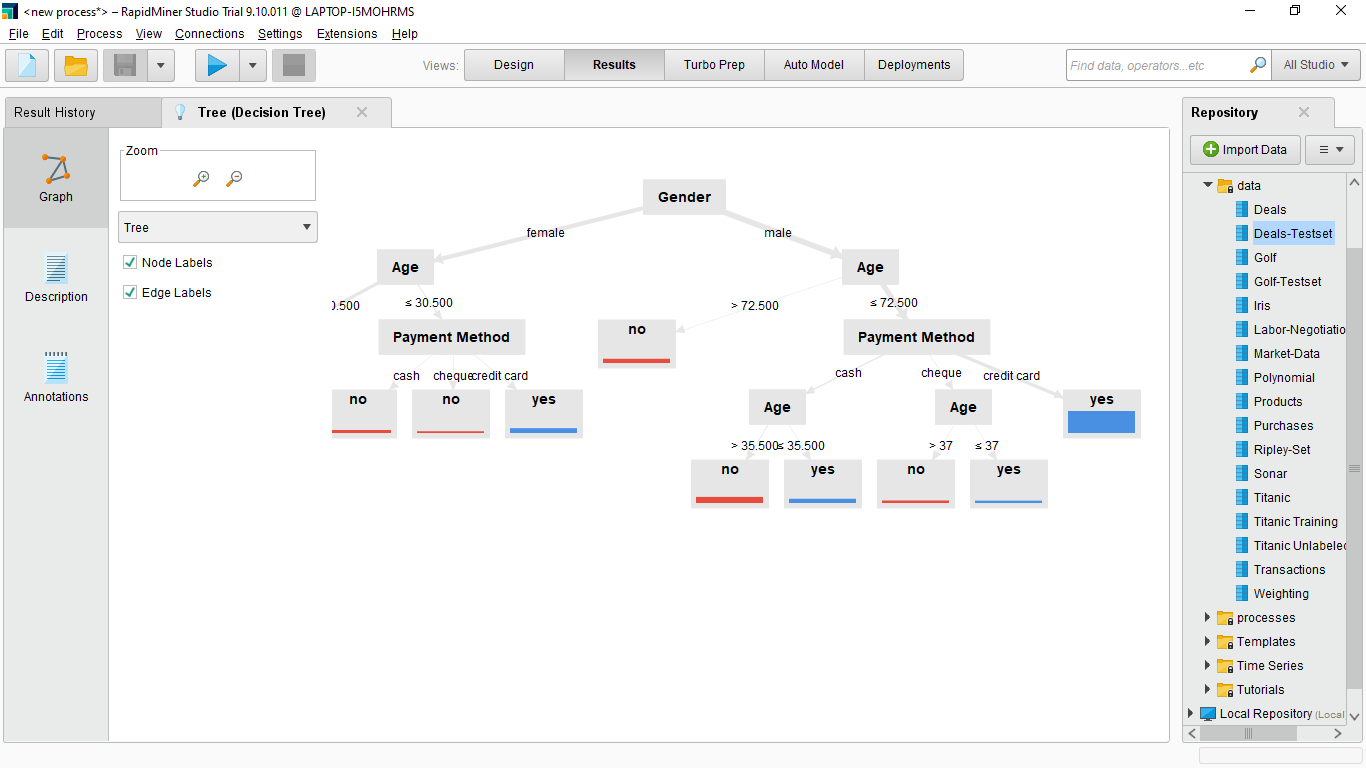 <new process*> – RapidMiner Studio Trial 9.10.011 @ LAPTOP-I5MOHRMS
File Edit Process View Connections Settings Extensions Help
Views: Design Results Turbo Prep Auto Model Deployments Find data, operators...etc All Studio
Result History Tree (Decision Tree) Repository
Graph
Description
Annotations
Zoom
Tree
Node Labels
Edge Labels
Gender
female male
Age Age
0.500 ≤ 30.500 > 72.500 ≤ 72.500
Payment Method no Payment Method
cash cheque credit card cash cheque credit card
no no yes Age Age yes
> 35.500 ≤ 35.500 > 37 ≤ 37
no yes no yes
Import Data
data
Deals
Deals-Testset
Golf
Golf-Testset
Iris
Labor-Negotiatio
Market-Data
Polynomial
Products
Purchases
Ripley-Set
Sonar
Titanic
Titanic Training
Titanic Unlabeled
Transactions
Weighting
processes
Templates
Time Series
Tutorials
Local Repository (Local